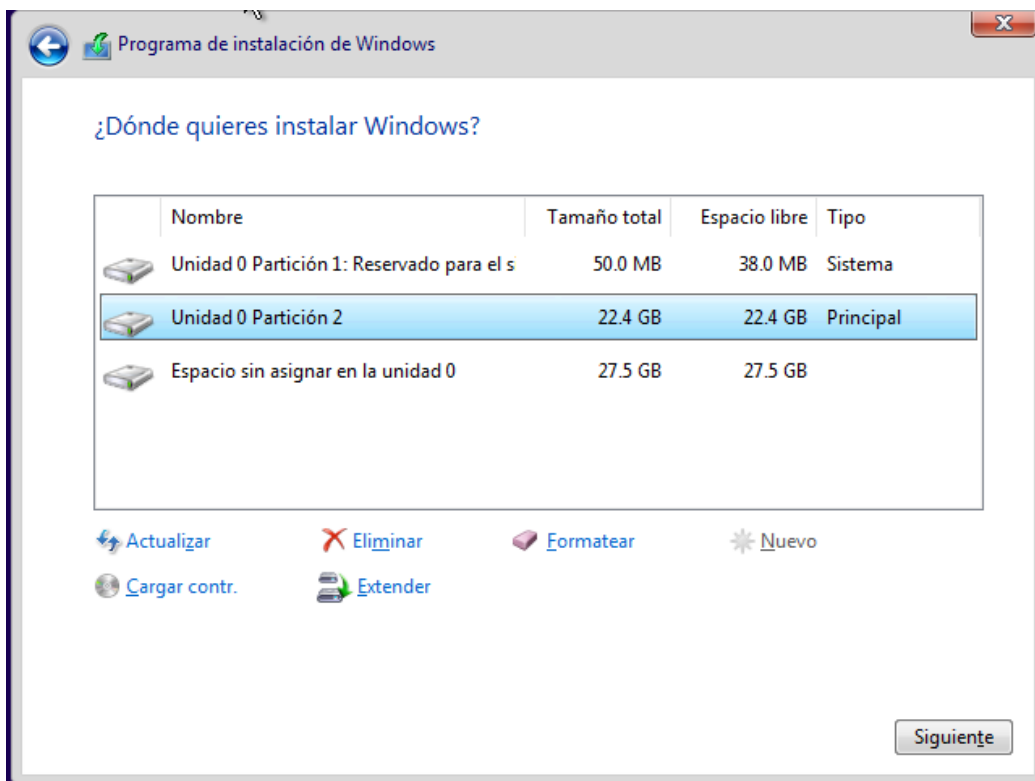 Programa de instalación de Windows
¿Dónde quieres instalar Windows?
Nombre Tamaño total Espacio libre Tipo
Unidad 0 Partición 1: Reservado para el s 50.0 MB 38.0 MB Sistema
Unidad 0 Partición 2 22.4 GB 22.4 GB Principal
Espacio sin asignar en la unidad 0 27.5 GB 27.5 GB
Actualizar Eliminar Formatear Nuevo
Cargar contr. Extender
Siguiente